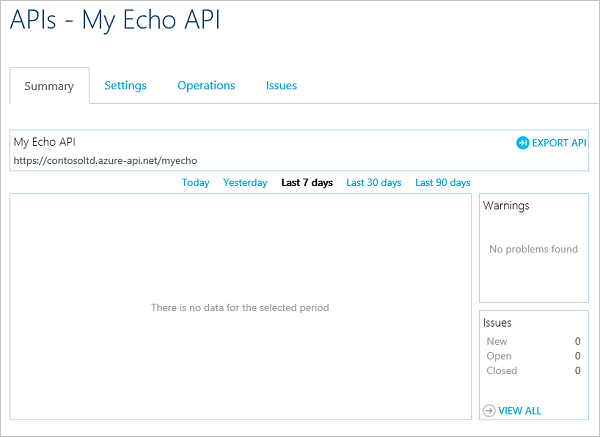 APIs - My Echo API
Summary Settings Operations Issues
My Echo API
EXPORT API
https://contosoltd.azure-api.net/myecho
Today Yesterday Last 7 days Last 30 days Last 90 days
There is no data for the selected period
Warnings
No problems found
Issues
New 0
Open 0
Closed 0
VIEW ALL